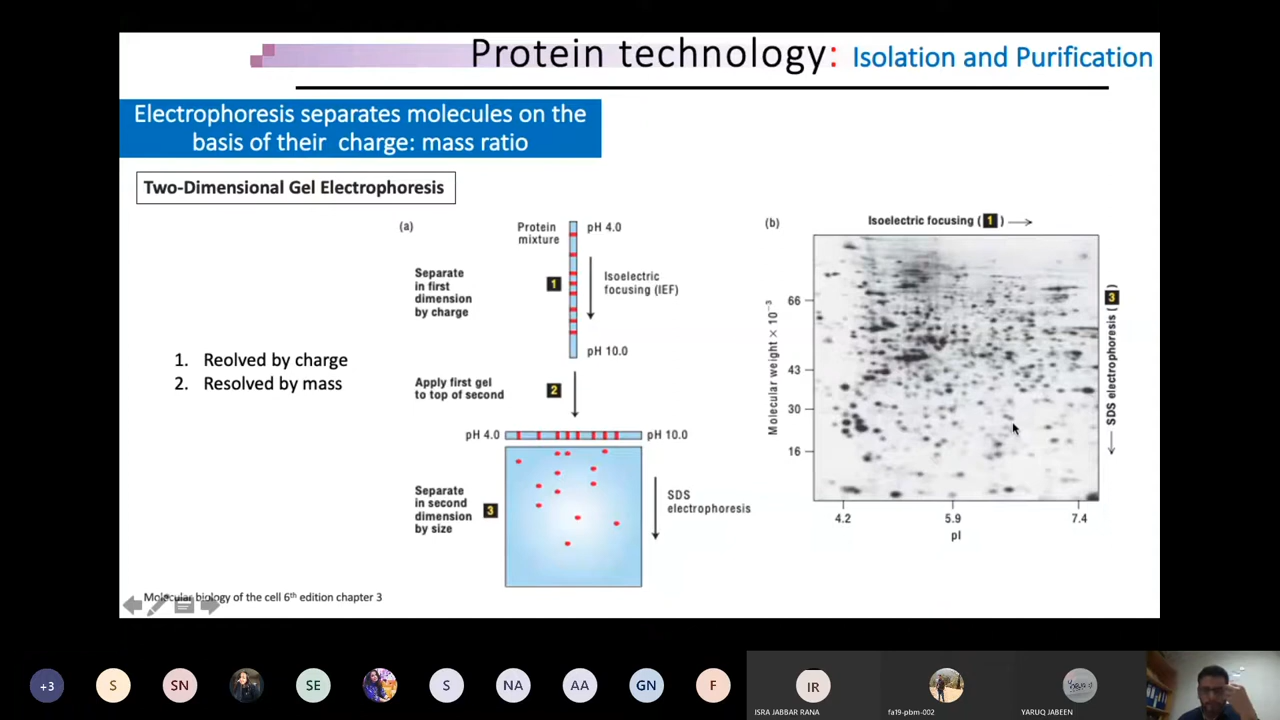 Protein technology: Isolation and Purification
Electrophoresis separates molecules on the
basis of their charge: mass ratio
Two-Dimensional Gel Electrophoresis
1. Reolved by charge
2. Resolved by mass
(a)
Protein
mixture
pH 4.0
Separate
in first
dimension
by charge
1
Isoelectric
focusing (IEF)
pH 10.0
Apply first gel
to top of second
2
pH 4.0
pH 10.0
Separate
in second
dimension
by size
3
SDS
electrophoresis
(b)
Isoelectric focusing ( 1 )
Molecular weight × 10⁻³
66
43
30
16
4.2
5.9
7.4
pI
SDS electrophoresis ( 3 )
Molecular biology of the cell 6th edition chapter 3
+3
S
SN
SE
S
NA
AA
GN
F
IR
ISRA JABBAR RANA
fa19-pbm-002
YARUQ JABEEN